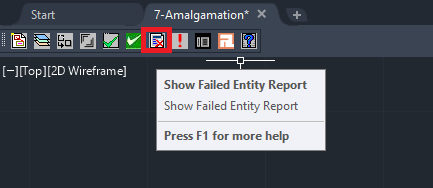 Start
7-Amalgamation*
[−][Top][2D Wireframe]
Show Failed Entity Report
Show Failed Entity Report
Press F1 for more help